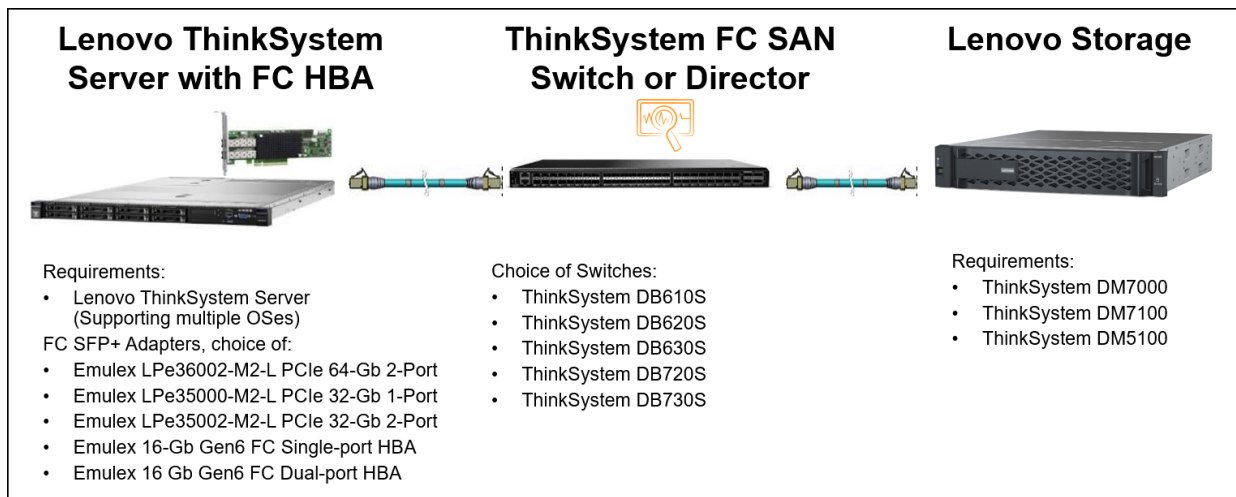 Lenovo ThinkSystem
Server with FC HBA
ThinkSystem FC SAN
Switch or Director
Lenovo Storage
Requirements:
• Lenovo ThinkSystem Server
(Supporting multiple OSes)
FC SFP+ Adapters, choice of:
• Emulex LPe36002-M2-L PCIe 64-Gb 2-Port
• Emulex LPe35000-M2-L PCIe 32-Gb 1-Port
• Emulex LPe35002-M2-L PCIe 32-Gb 2-Port
• Emulex 16-Gb Gen6 FC Single-port HBA
• Emulex 16 Gb Gen6 FC Dual-port HBA
Choice of Switches:
• ThinkSystem DB610S
• ThinkSystem DB620S
• ThinkSystem DB630S
• ThinkSystem DB720S
• ThinkSystem DB730S
Requirements:
• ThinkSystem DM7000
• ThinkSystem DM7100
• ThinkSystem DM5100